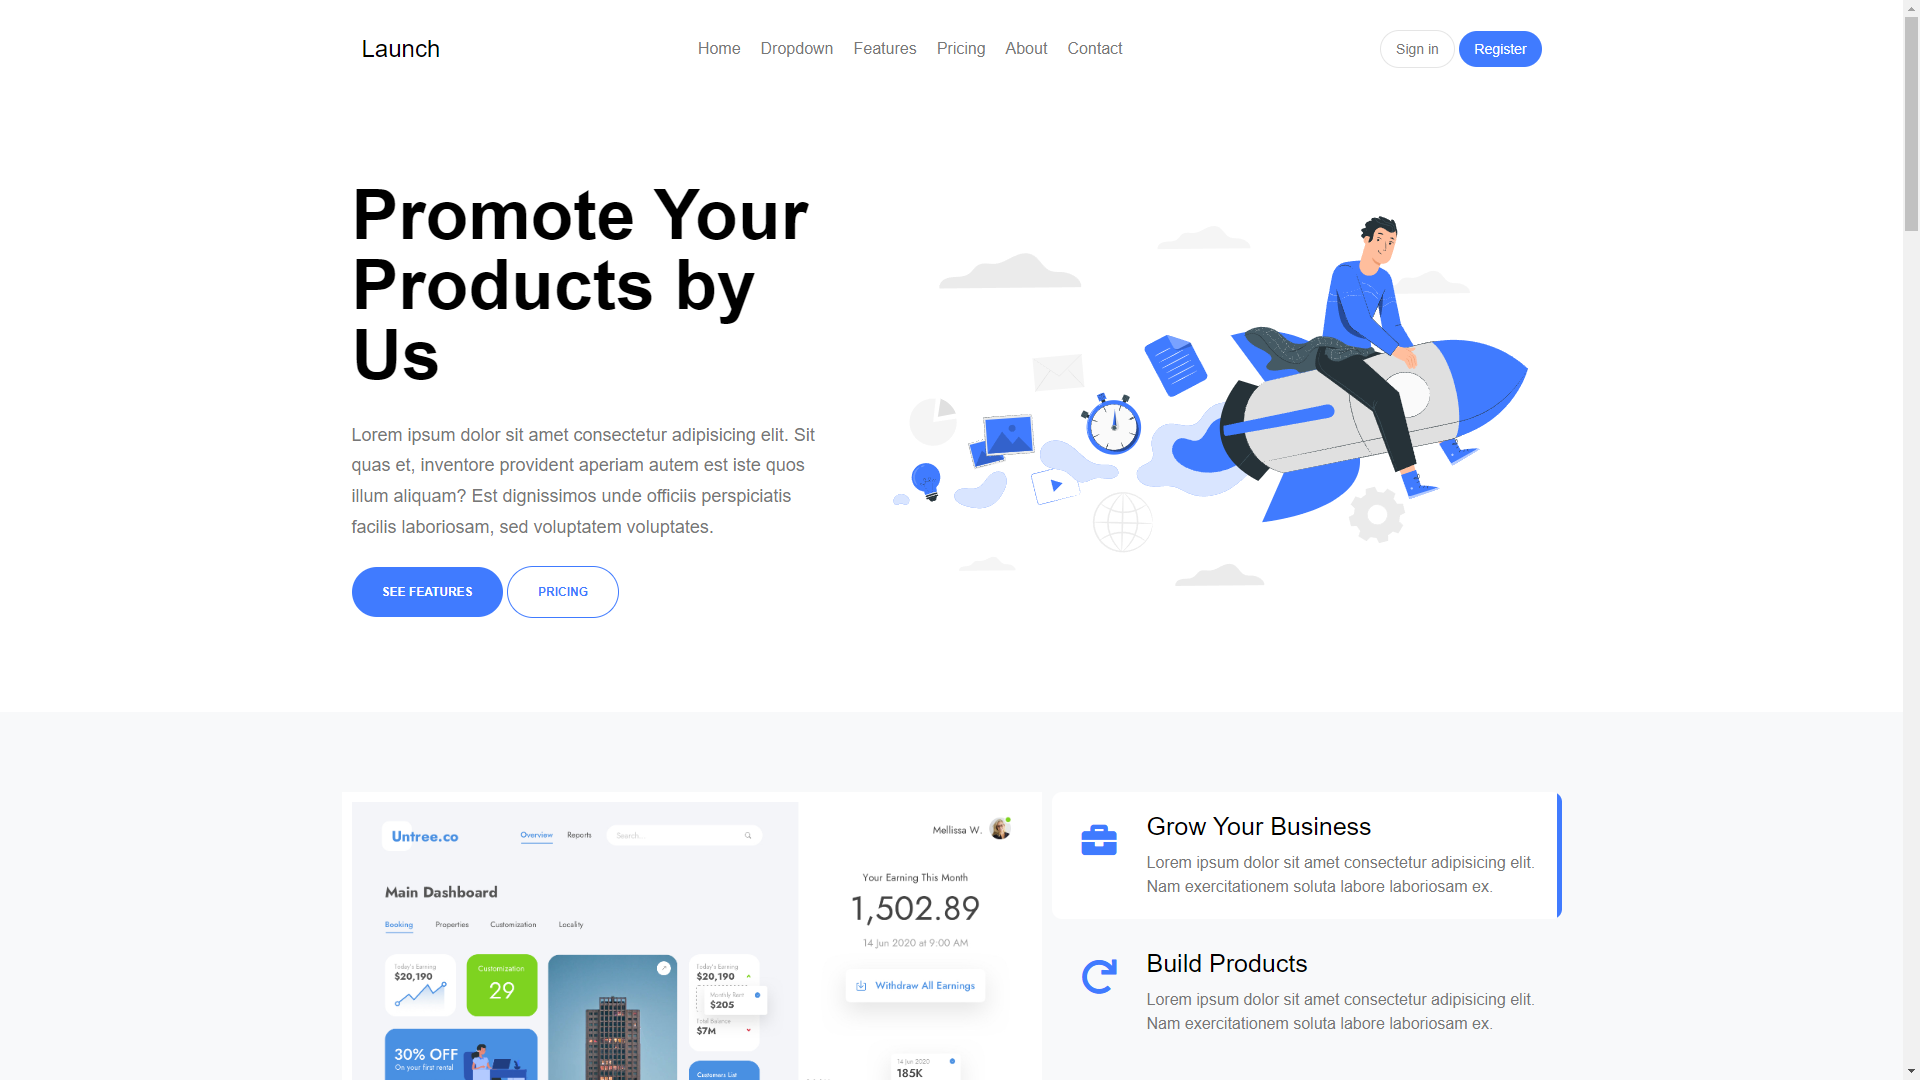 Launch
Home Dropdown Features Pricing About Contact
Sign in Register
Promote Your
Products by
Us
Lorem ipsum dolor sit amet consectetur adipisicing elit. Sit
quas et, inventore provident aperiam autem est iste quos
illum aliquam? Est dignissimos unde officiis perspiciatis
facilis laboriosam, sed voluptatem voluptates.
SEE FEATURES PRICING
Untree.co
Overview Reports Search...
Main Dashboard
Booking Properties Customization Locality
Today's Earning
$20,190
Customization
29
Today's Earning
$20,190
Monthly Rent
$205
Total Balance
$7M
30% OFF
On your first rental
Customers List
Mellissa W.
Your Earning This Month
1,502.89
14 Jun 2020 at 9:00 AM
Withdraw All Earnings
14 Jun 2020
185K
Grow Your Business
Lorem ipsum dolor sit amet consectetur adipisicing elit.
Nam exercitationem soluta labore laboriosam ex.
Build Products
Lorem ipsum dolor sit amet consectetur adipisicing elit.
Nam exercitationem soluta labore laboriosam ex.